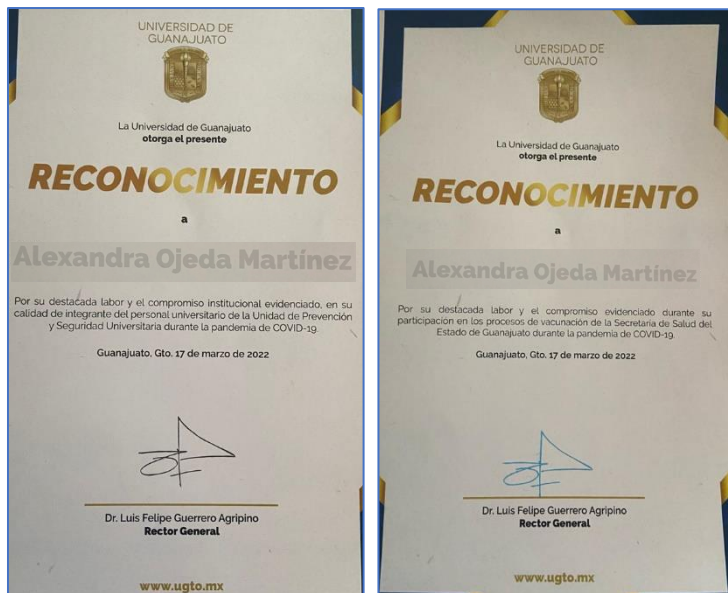 UNIVERSIDAD DE
GUANAJUATO
La Universidad de Guanajuato
otorga el presente
RECONOCIMIENTO
a
Alexandra Ojeda Martínez
Por su destacada labor y el compromiso institucional evidenciado, en su
calidad de integrante del personal universitario de la Unidad de Prevención
y Seguridad Universitaria durante la pandemia de COVID-19.
Guanajuato, Gto. 17 de marzo de 2022
Dr. Luis Felipe Guerrero Agripino
Rector General
www.ugto.mx
UNIVERSIDAD DE
GUANAJUATO
La Universidad de Guanajuato
otorga el presente
RECONOCIMIENTO
a
Alexandra Ojeda Martínez
Por su destacada labor y el compromiso evidenciado durante su
participación en los procesos de vacunación de la Secretaría de Salud del
Estado de Guanajuato durante la pandemia de COVID-19.
Guanajuato, Gto. 17 de marzo de 2022
Dr. Luis Felipe Guerrero Agripino
Rector General
www.ugto.mx